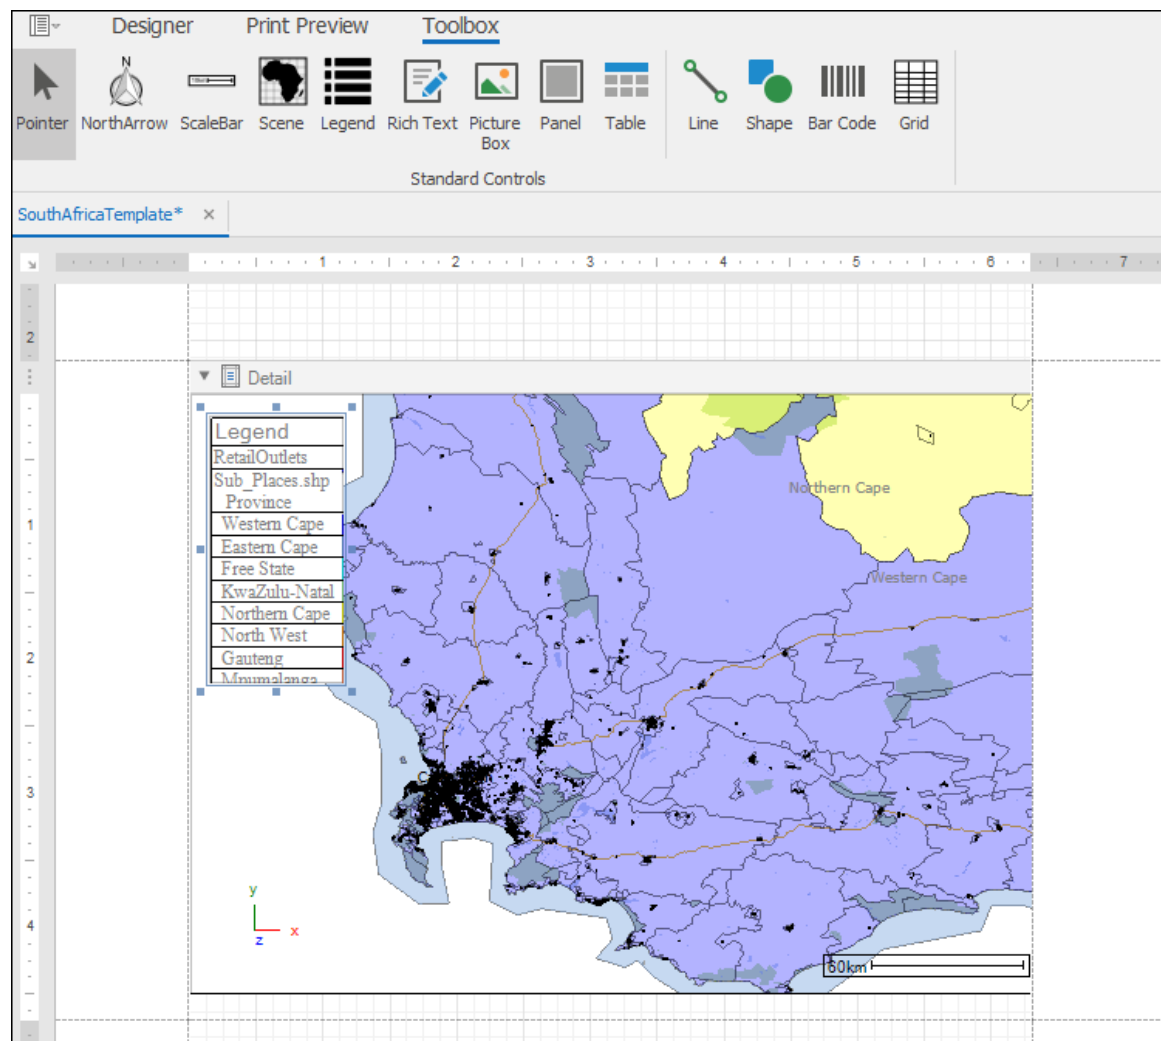 Designer Print Preview Toolbox
N
Pointer NorthArrow ScaleBar Scene Legend Rich Text Picture Box Panel Table Line Shape Bar Code Grid
Standard Controls
SouthAfricaTemplate* ×
1 2 3 4 5 6 7
2
Detail
Legend
RetailOutlets
Sub_Places.shp
Province
Western Cape
Eastern Cape
Free State
KwaZulu-Natal
Northern Cape
North West
Gauteng
Mpumalanga
Northern Cape
Western Cape
1
2
3
4
C
y
x
z
60km